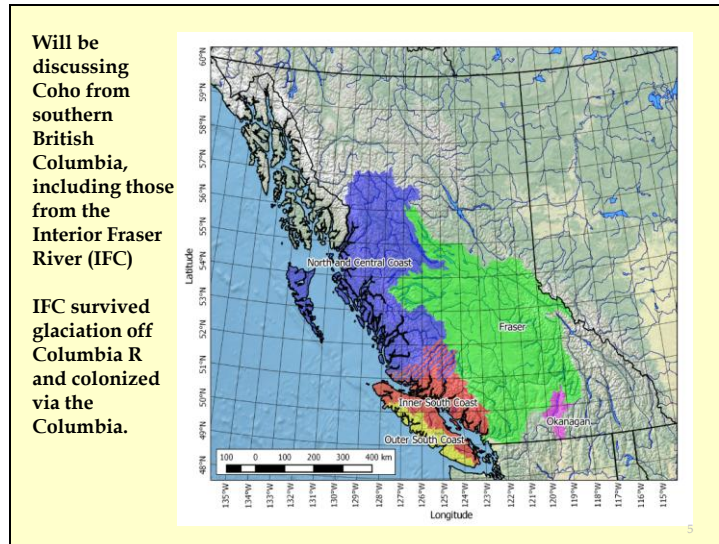 Will be
discussing
Coho from
southern
British
Columbia,
including those
from the
Interior Fraser
River (IFC)
IFC survived
glaciation off
Columbia R
and colonized
via the
Columbia.
Latitude
60°N
59°N
58°N
57°N
56°N
55°N
54°N
53°N
52°N
51°N
50°N
49°N
48°N
North and Central Coast
Fraser
Inner South Coast
Okanagan
Outer South Coast
100 0 100 200 300 400 km
135°W 134°W 133°W 132°W 131°W 130°W 129°W 128°W 127°W 126°W 125°W 124°W 123°W 122°W 121°W 120°W 119°W 118°W 117°W 116°W 115°W
Longitude
5